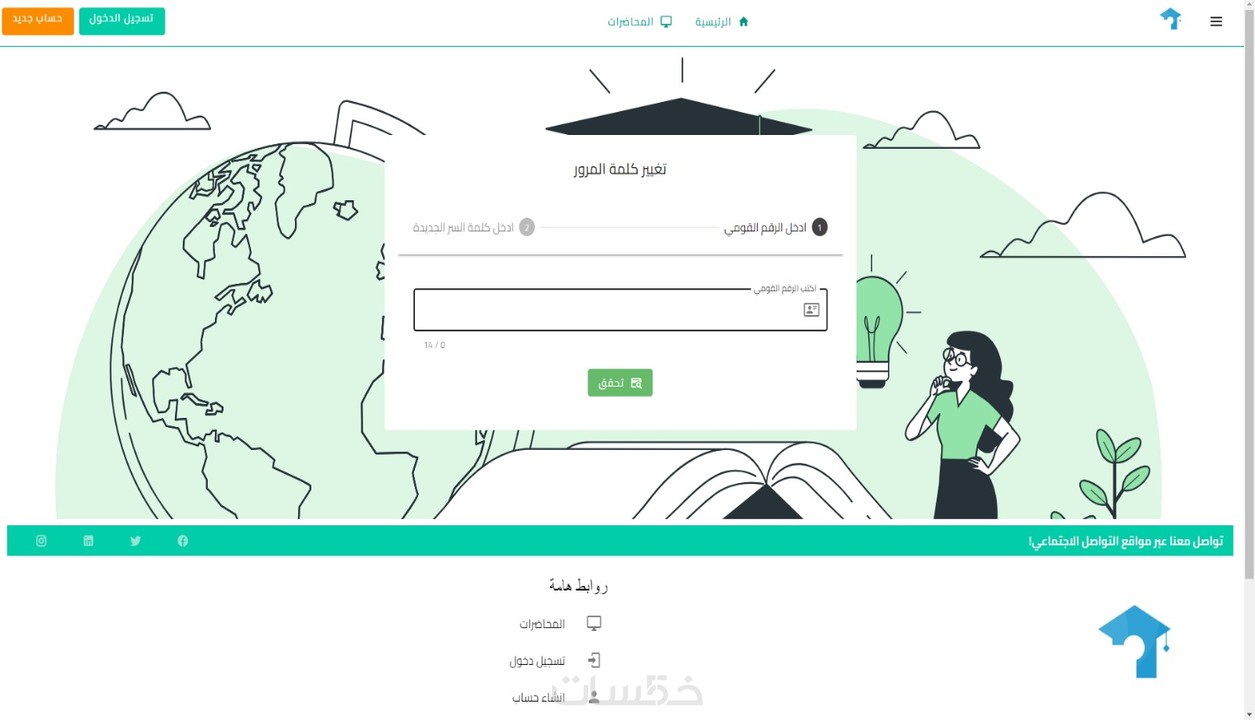 الرئيسية
المحاضرات
تسجيل الدخول
حساب جديد
تغيير كلمة المرور
1 ادخل الرقم القومي
2 ادخل كلمة السر الجديدة
اكتب الرقم القومي
0 / 14
تحقق
تواصل معنا عبر مواقع التواصل الاجتماعي!
روابط هامة
المحاضرات
تسجيل دخول
انشاء حساب
خمسات